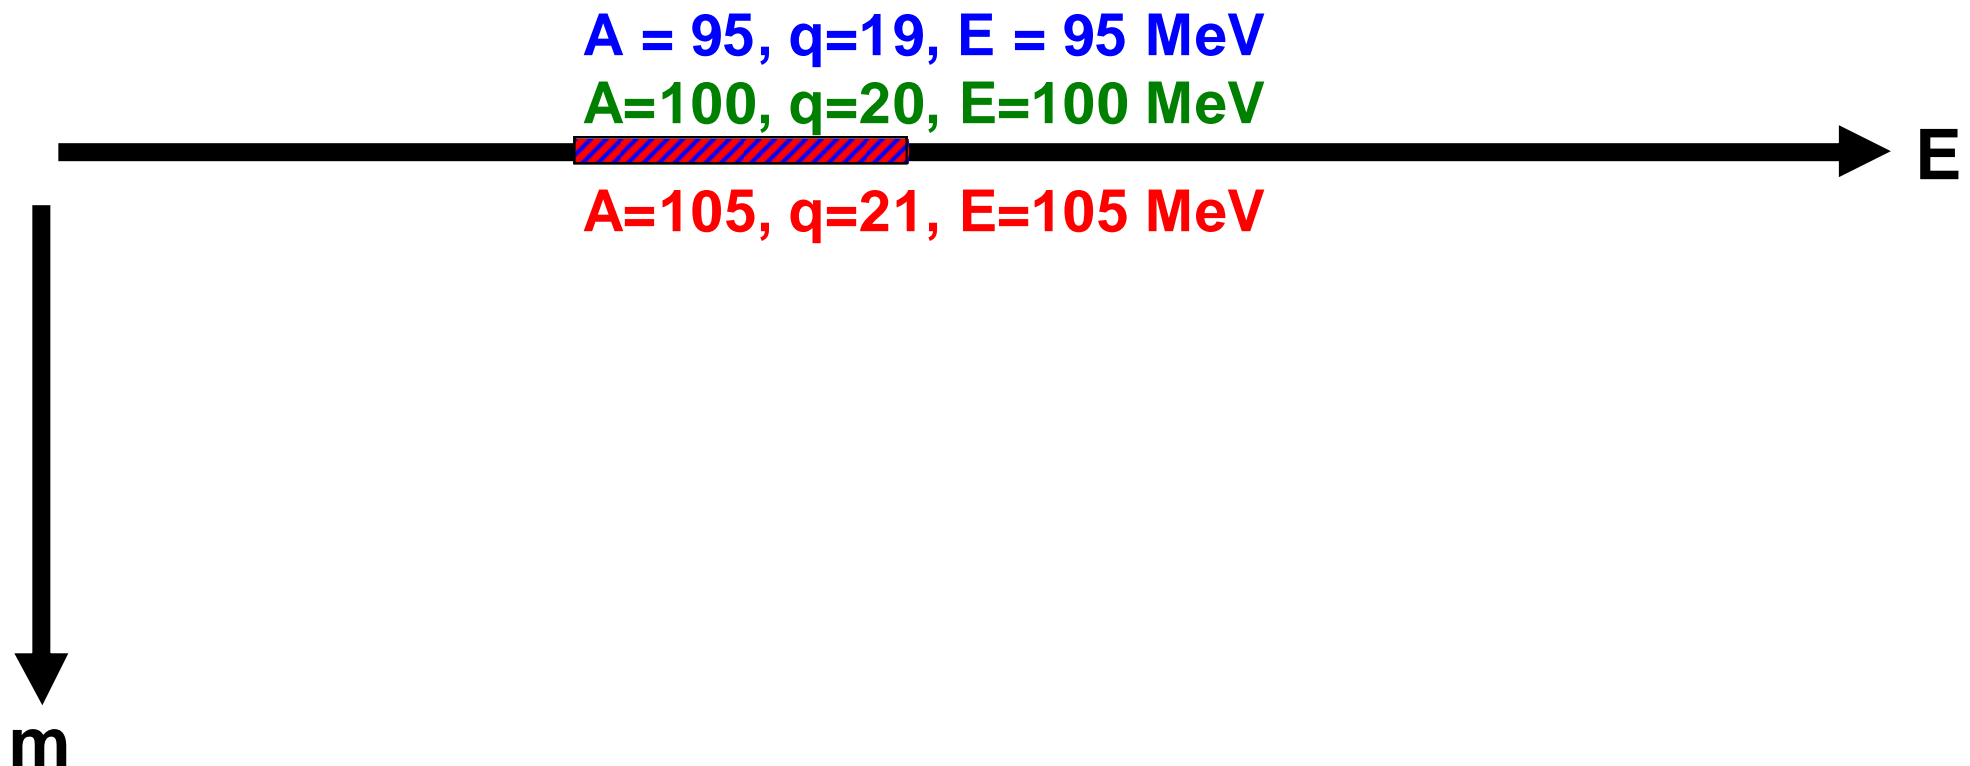 A = 95, q=19, E = 95 MeV
A=100, q=20, E=100 MeV
E
A=105, q=21, E=105 MeV
m